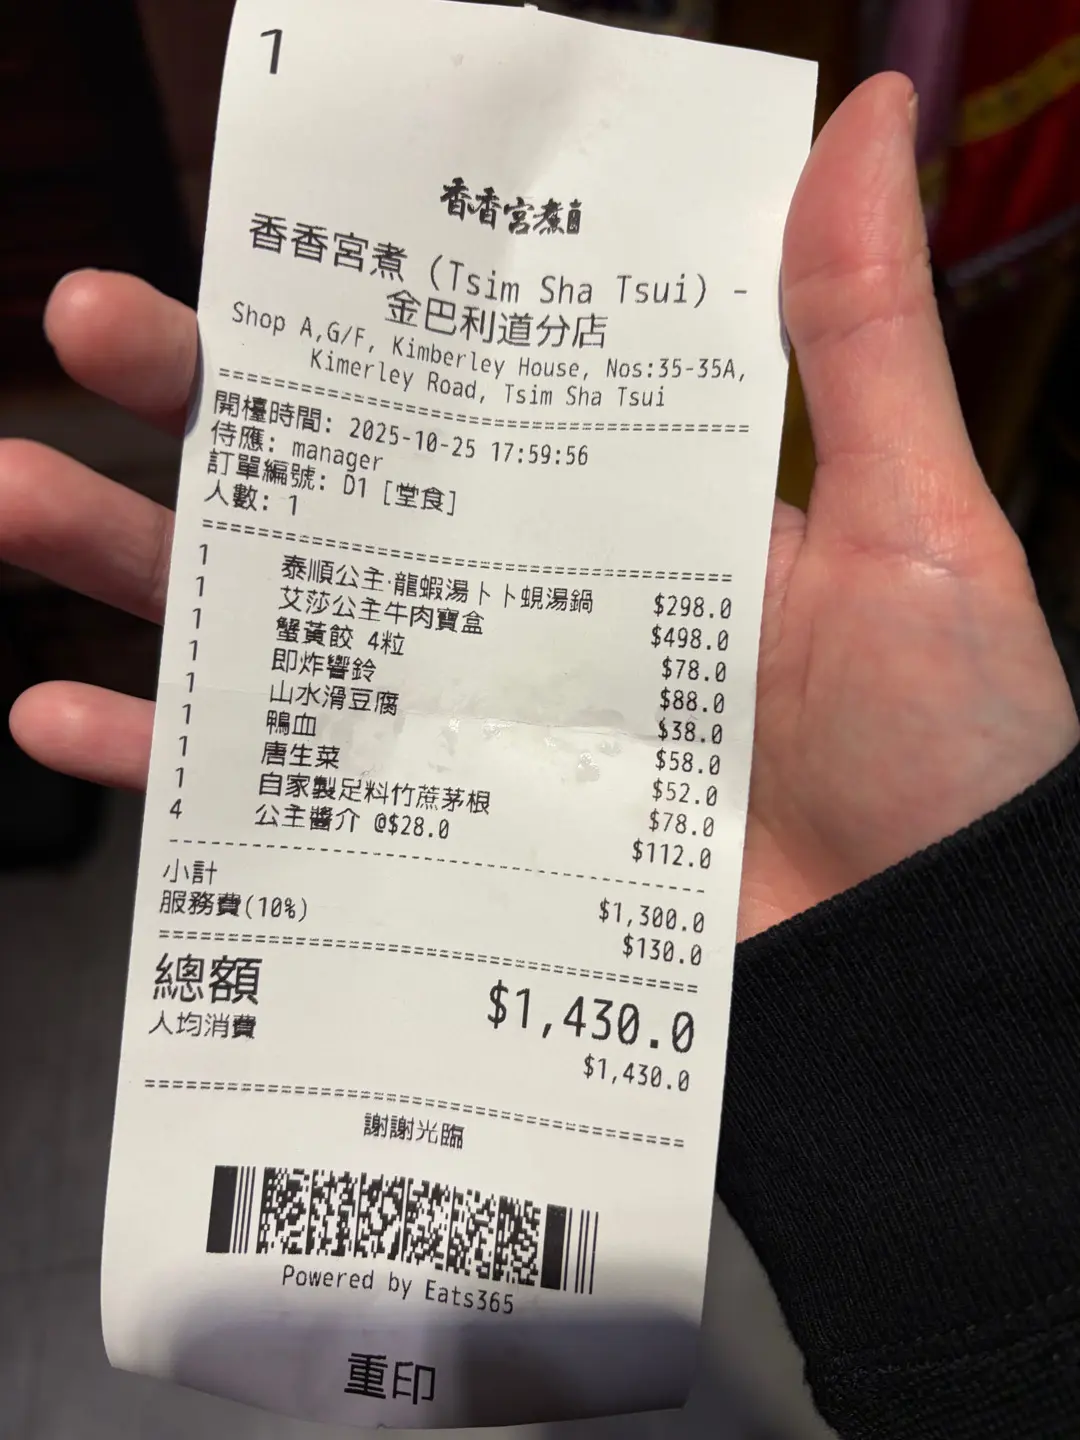 1
香香宮煮
香香宮煮 (Tsim Sha Tsui) -
金巴利道分店
Shop A,G/F, Kimberley House, Nos:35-35A,
Kimerley Road, Tsim Sha Tsui
開檯時間: 2025-10-25 17:59:56
侍應: manager
訂單編號: D1 [堂食]
人數: 1
1 泰順公主·龍蝦湯卜卜蜆湯鍋 $298.0
1 艾莎公主牛肉寶盒 $498.0
1 蟹黃餃 4粒 $78.0
1 即炸響鈴 $88.0
1 山水滑豆腐 $38.0
1 鴨血 $58.0
1 唐生菜 $52.0
1 自家製足料竹蔗茅根 $78.0
4 公主醬介 @$28.0 $112.0
小計 $1,300.0
服務費(10%) $130.0
總額 $1,430.0
人均消費 $1,430.0
謝謝光臨
Powered by Eats365
重印